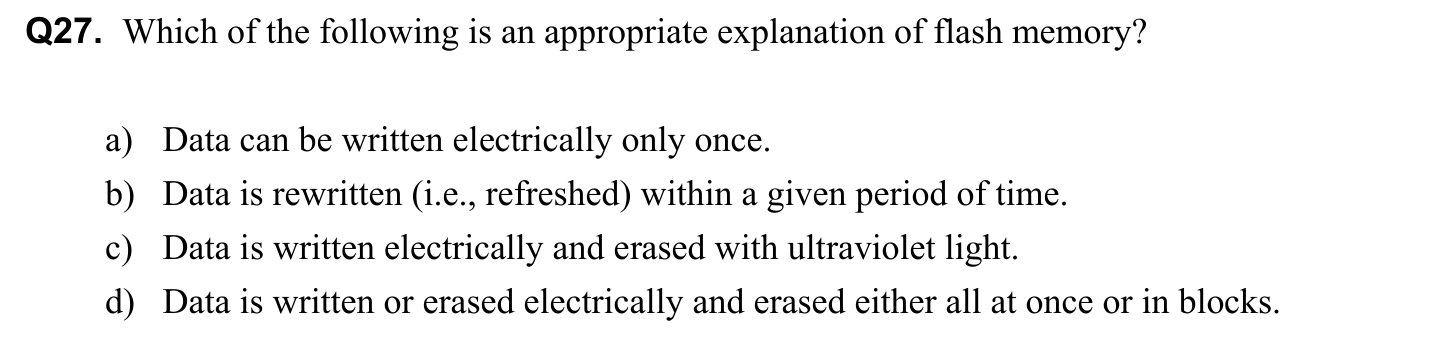 Q27. Which of the following is an appropriate explanation of flash memory?
a) Data can be written electrically only once.
b) Data is rewritten (i.e., refreshed) within a given period of time.
c) Data is written electrically and erased with ultraviolet light.
d) Data is written or erased electrically and erased either all at once or in blocks.